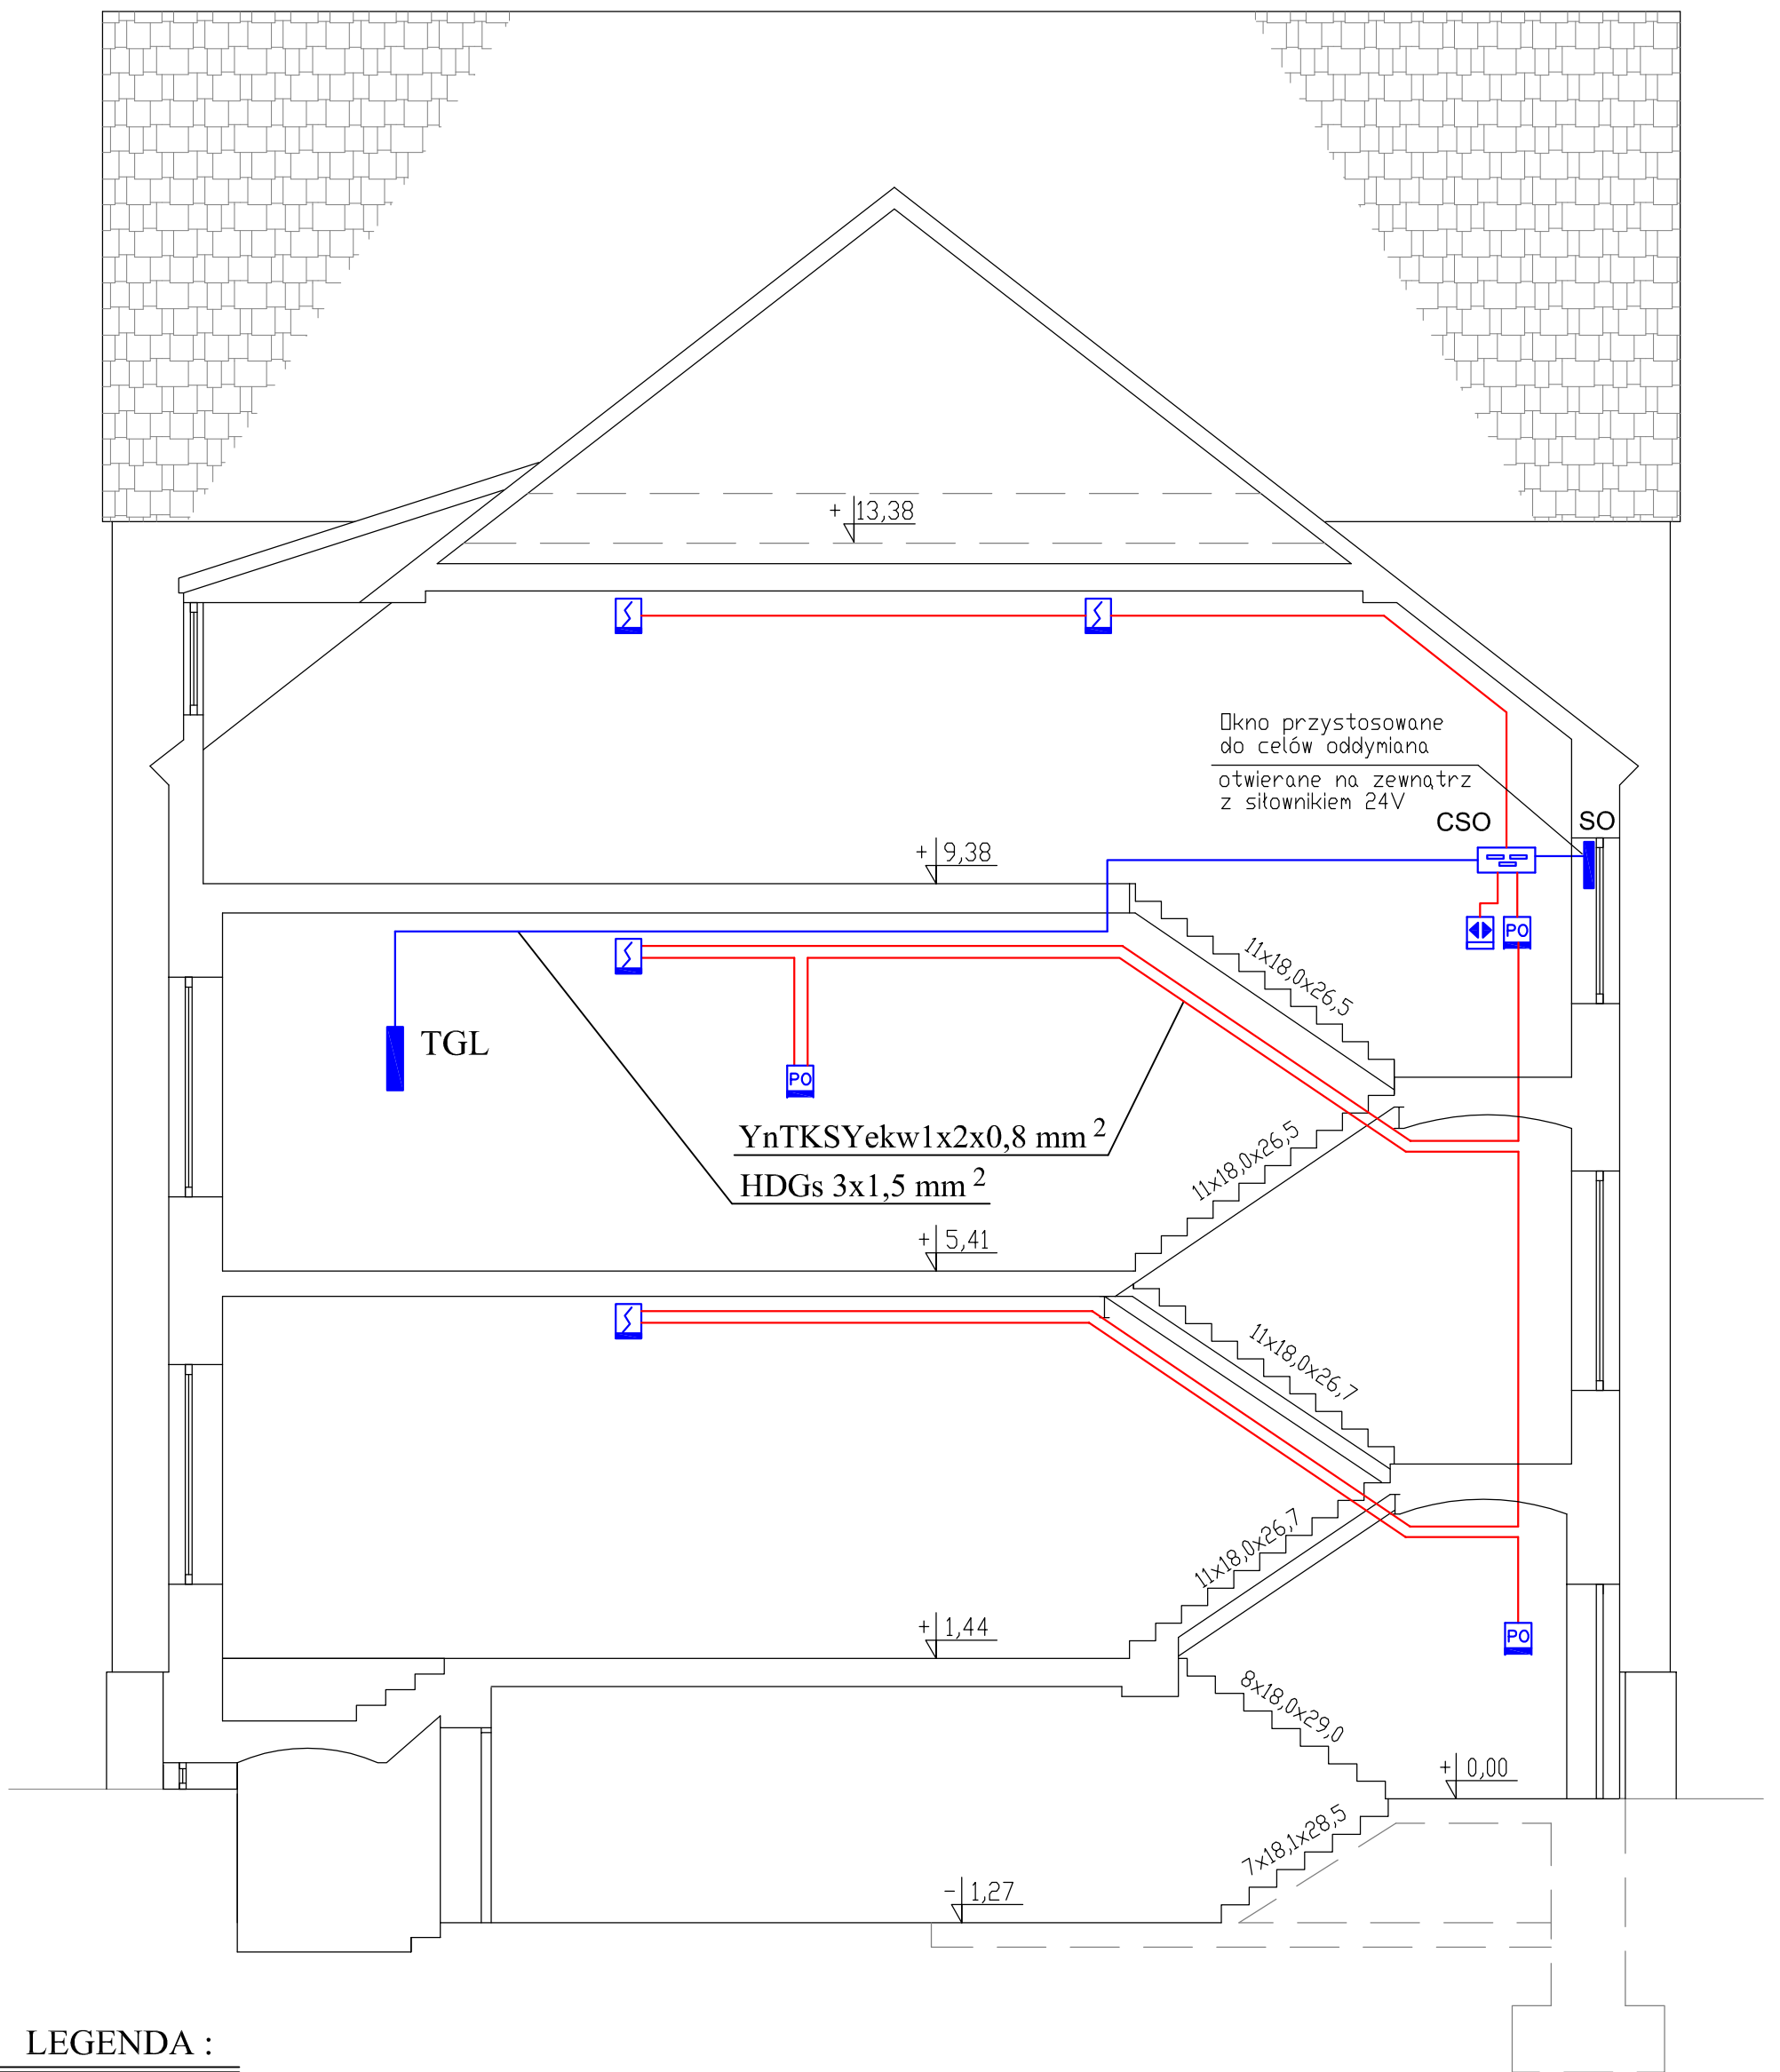 + 13,38
Okno przystosowane
do celów oddymiana
otwierane na zewnątrz
z siłownikiem 24V
CSO
SO
+ 9,38
PO
11x18,0x26,5
TGL
PO
YnTKSYekw1x2x0,8 mm 2
HDGs 3x1,5 mm 2
11x18,0x26,5
+ 5,41
11x18,0x26,7
11x18,0x26,7
+ 1,44
PO
8x18,0x29,0
+ 0,00
7x18,1x28,5
- 1,27
LEGENDA :